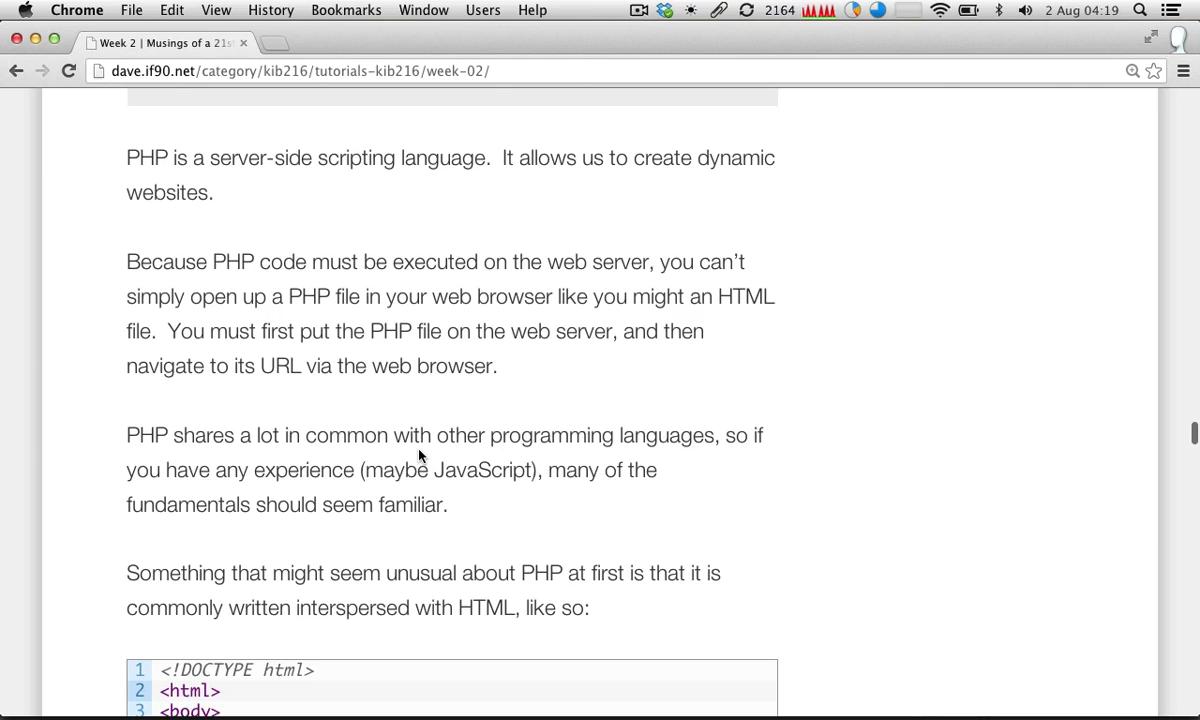 Chrome File Edit View History Bookmarks Window Users Help 2164 2 Aug 04:19
Week 2 | Musings of a 21s
dave.if90.net/category/kib216/tutorials-kib216/week-02/
PHP is a server-side scripting language.  It allows us to create dynamic
websites.
Because PHP code must be executed on the web server, you can’t
simply open up a PHP file in your web browser like you might an HTML
file.  You must first put the PHP file on the web server, and then
navigate to its URL via the web browser.
PHP shares a lot in common with other programming languages, so if
you have any experience (maybe JavaScript), many of the
fundamentals should seem familiar.
Something that might seem unusual about PHP at first is that it is
commonly written interspersed with HTML, like so:
1 <!DOCTYPE html>
2 <html>
3 <body>